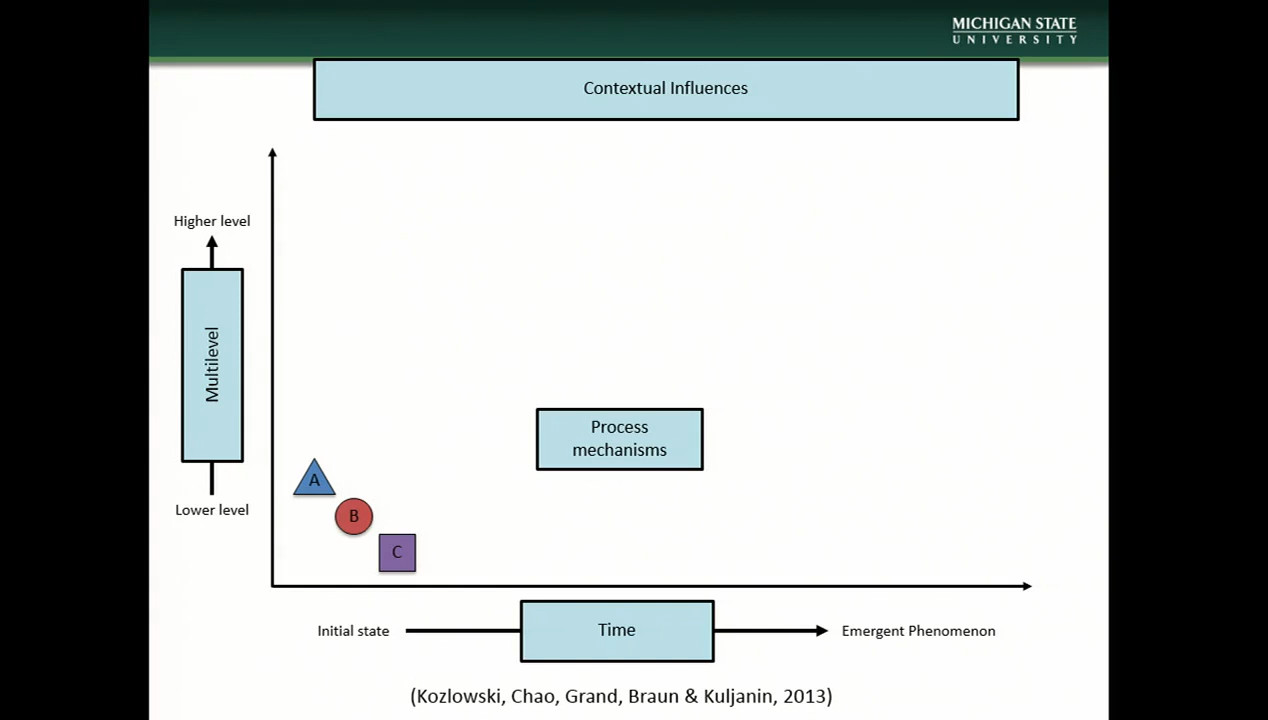 MICHIGAN STATE
UNIVERSITY
Contextual Influences
Higher level
Multilevel
Lower level
Process
mechanisms
A
B
C
Initial state
Time
Emergent Phenomenon
(Kozlowski, Chao, Grand, Braun & Kuljanin, 2013)